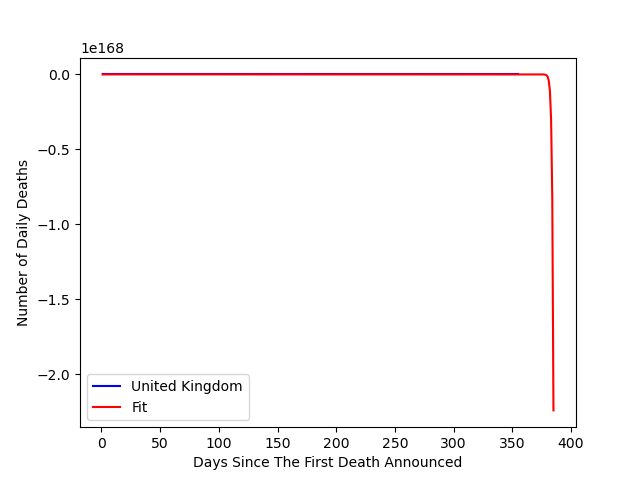 1e168
0.0
−0.5
−1.0
−1.5
−2.0
Number of Daily Deaths
United Kingdom
Fit
0 50 100 150 200 250 300 350 400
Days Since The First Death Announced